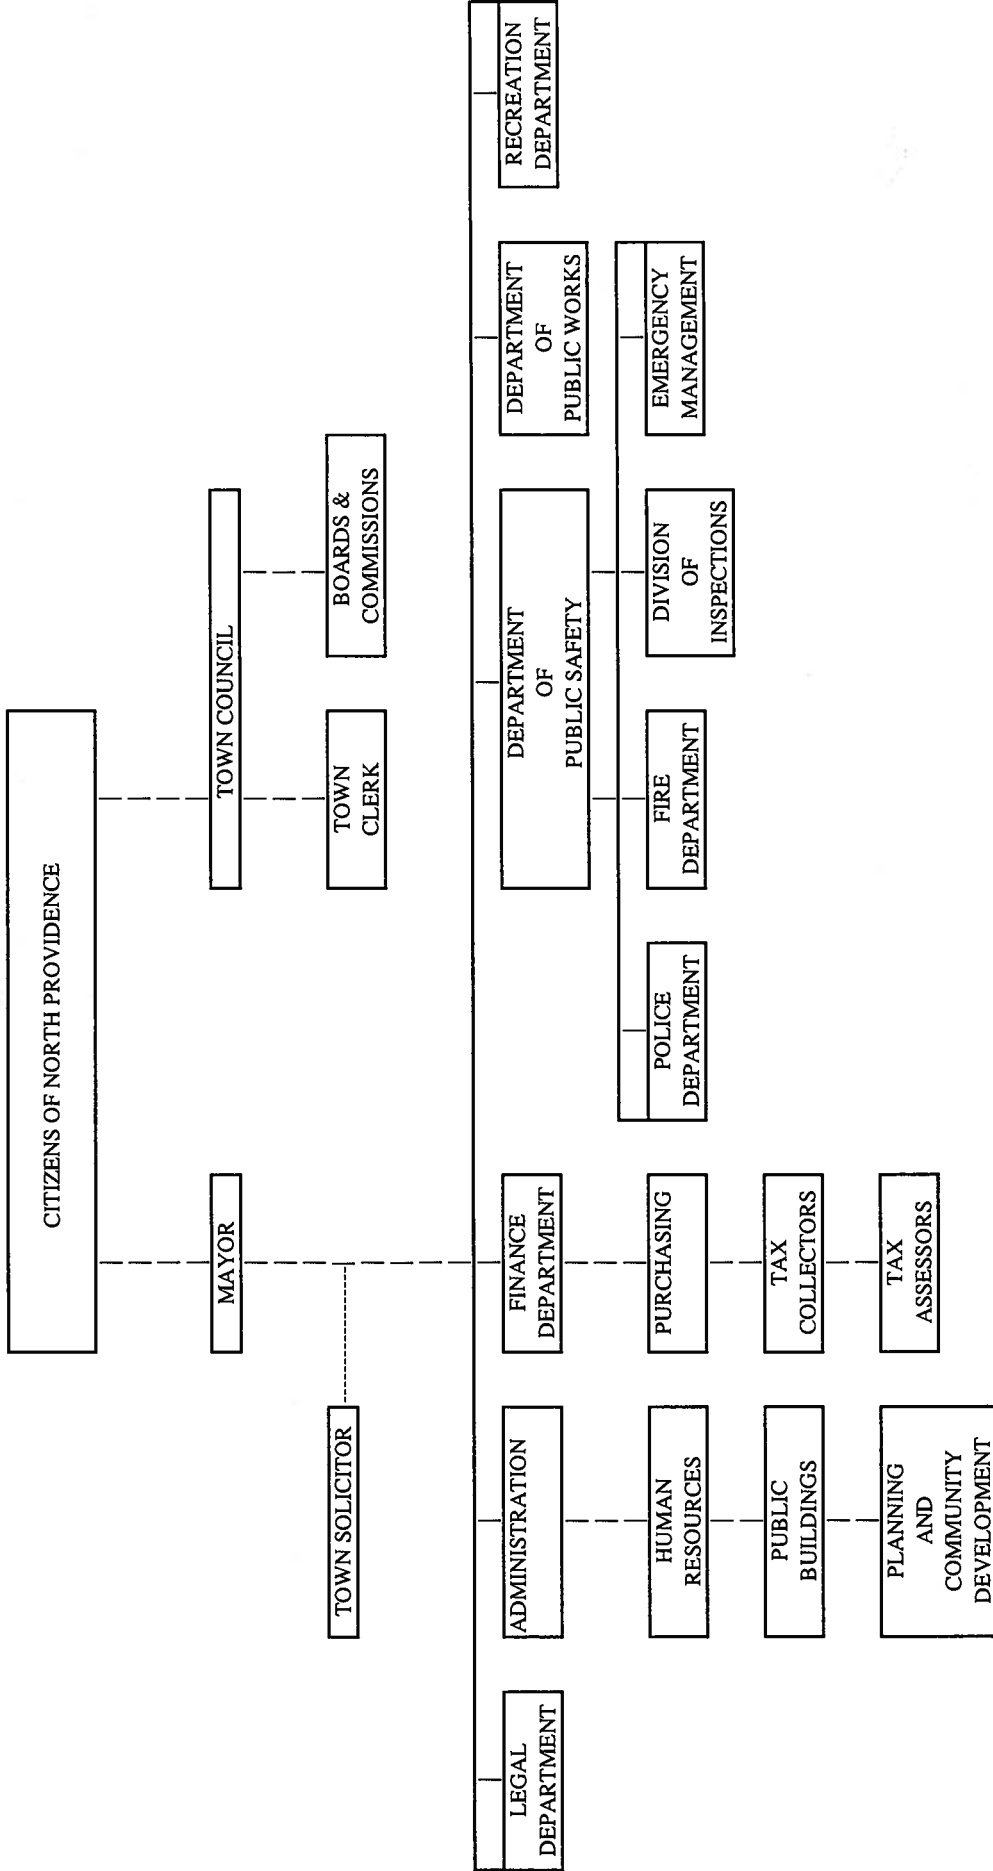 CITIZENS OF NORTH PROVIDENCE
MAYOR
TOWN COUNCIL
TOWN SOLICITOR
TOWN
CLERK
BOARDS &
COMMISSIONS
LEGAL
DEPARTMENT
ADMINISTRATION
FINANCE
DEPARTMENT
DEPARTMENT
OF
PUBLIC SAFETY
DEPARTMENT
OF
PUBLIC WORKS
RECREATION
DEPARTMENT
HUMAN
RESOURCES
PURCHASING
POLICE
DEPARTMENT
FIRE
DEPARTMENT
DIVISION
OF
INSPECTIONS
EMERGENCY
MANAGEMENT
PUBLIC
BUILDINGS
TAX
COLLECTORS
PLANNING
AND
COMMUNITY
DEVELOPMENT
TAX
ASSESSORS